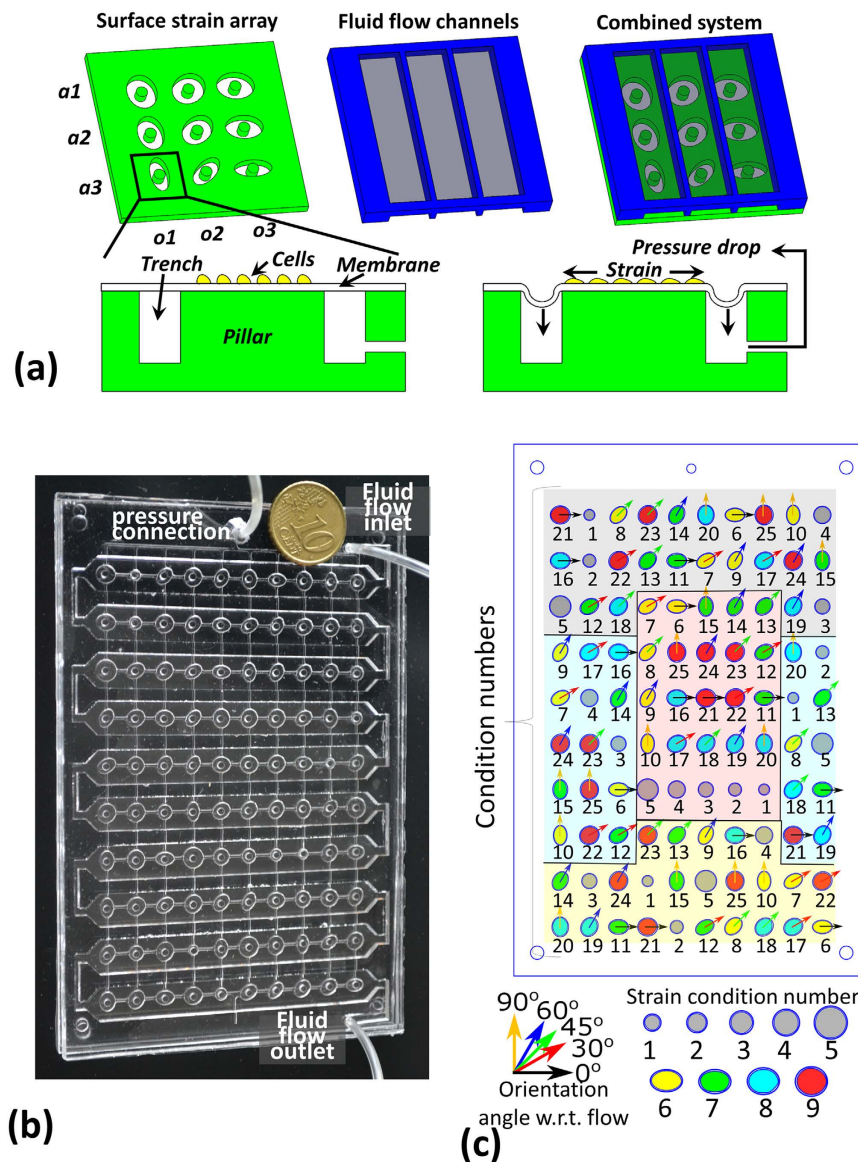 Surface strain array Fluid flow channels Combined system
a1
a2
a3
o1 o2 o3
Pressure drop
Trench Cells Membrane Strain
Pillar
(a)
pressure connection
Fluid flow inlet
10
Fluid flow outlet
(b)
Condition numbers
21 1 8 23 14 20 6 25 10 4
16 2 22 13 11 7 9 17 24 15
5 12 18 7 6 15 14 13 19 3
9 17 16 8 25 24 23 12 20 2
7 4 14 9 16 21 22 11 1 13
24 23 3 10 17 18 19 20 8 5
15 25 6 5 4 3 2 1 18 11
10 22 12 23 13 9 16 4 21 19
14 3 24 1 15 5 25 10 7 22
20 19 11 21 2 12 8 18 17 6
90° 60° 45° 30° 0°
Orientation
angle w.r.t. flow
Strain condition number
1 2 3 4 5
6 7 8 9
(c)